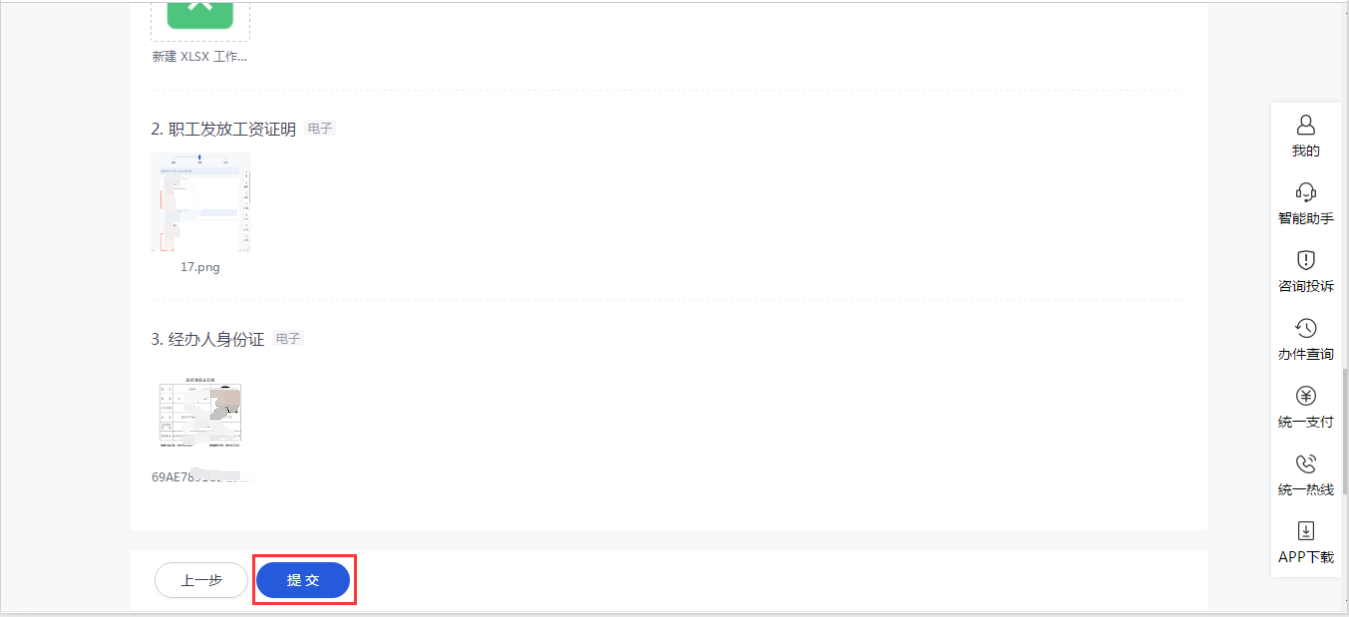 新建 XLSX 工作...
2. 职工发放工资证明 电子
17.png
3. 经办人身份证 电子
上一步
提 交
我的
智能助手
咨询投诉
办件查询
统一支付
统一热线
APP下载